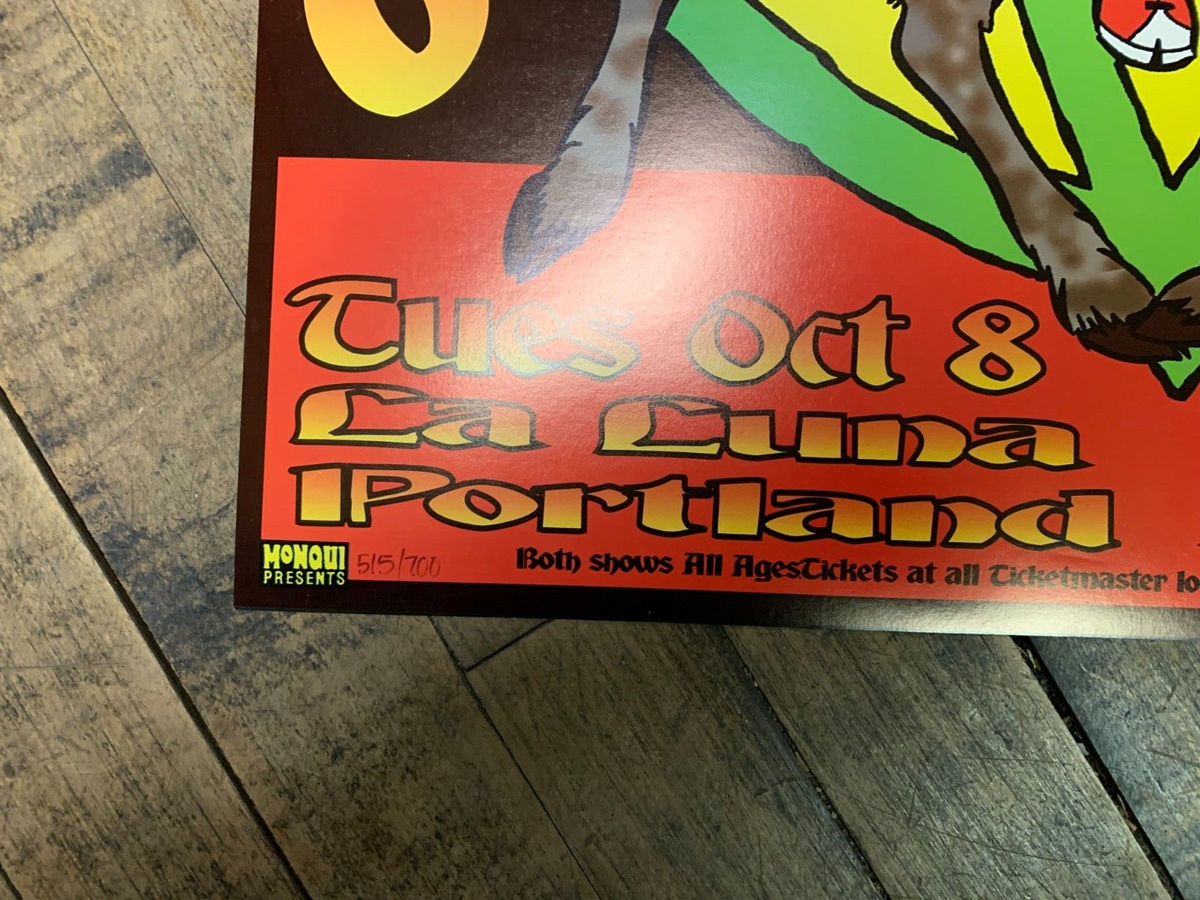 Tues Oct 8
La Luna
Portland
MONQUI
PRESENTS
515/700
Both shows All Ages.Tickets at all Ticketmaster lo